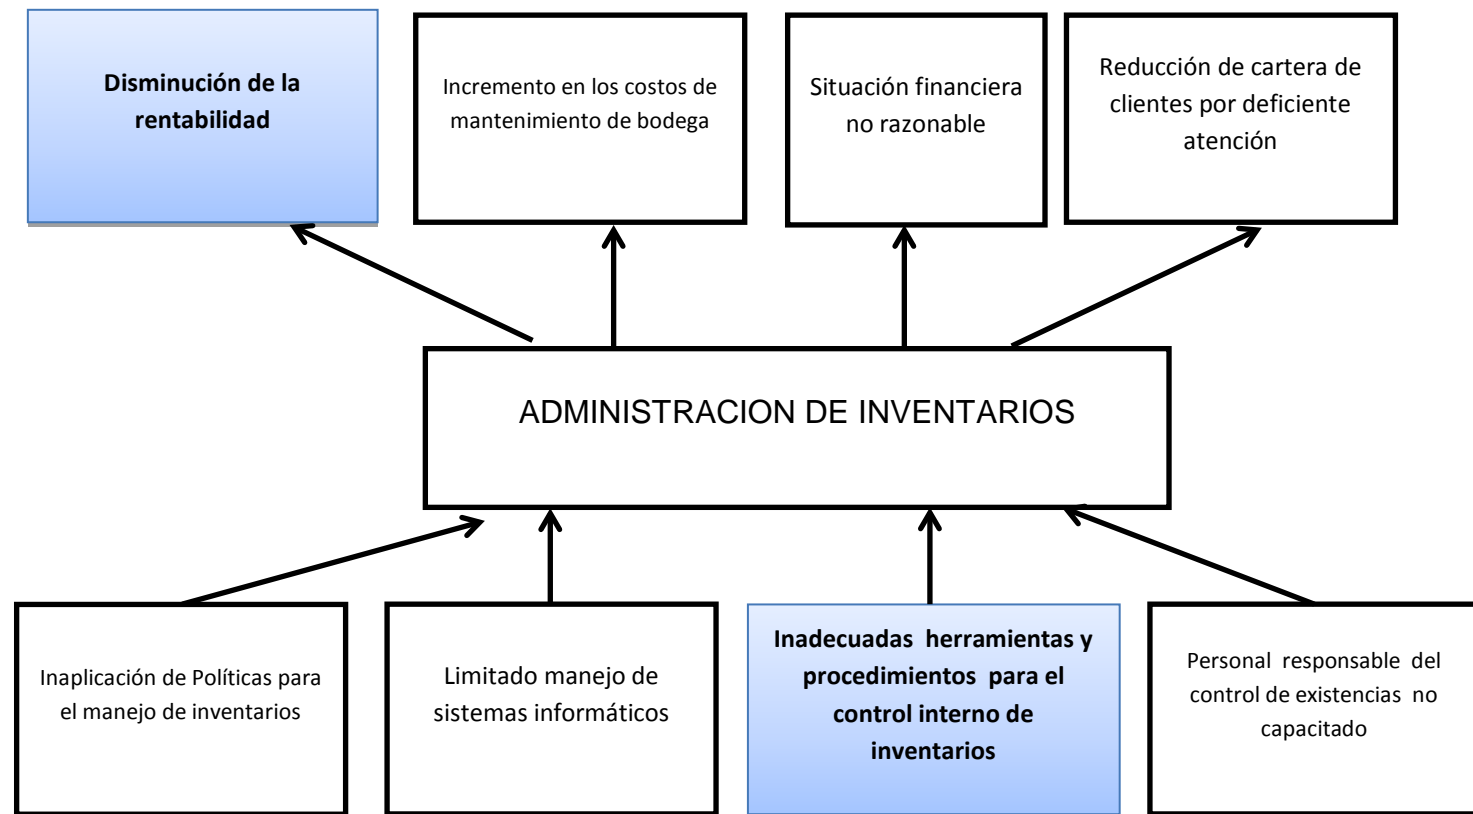 Disminución de la
rentabilidad
Incremento en los costos de
mantenimiento de bodega
Situación financiera
no razonable
Reducción de cartera de
clientes por deficiente
atención
ADMINISTRACION DE INVENTARIOS
Inaplicación de Políticas para
el manejo de inventarios
Limitado manejo de
sistemas informáticos
Inadecuadas herramientas y
procedimientos para el
control interno de
inventarios
Personal responsable del
control de existencias no
capacitado